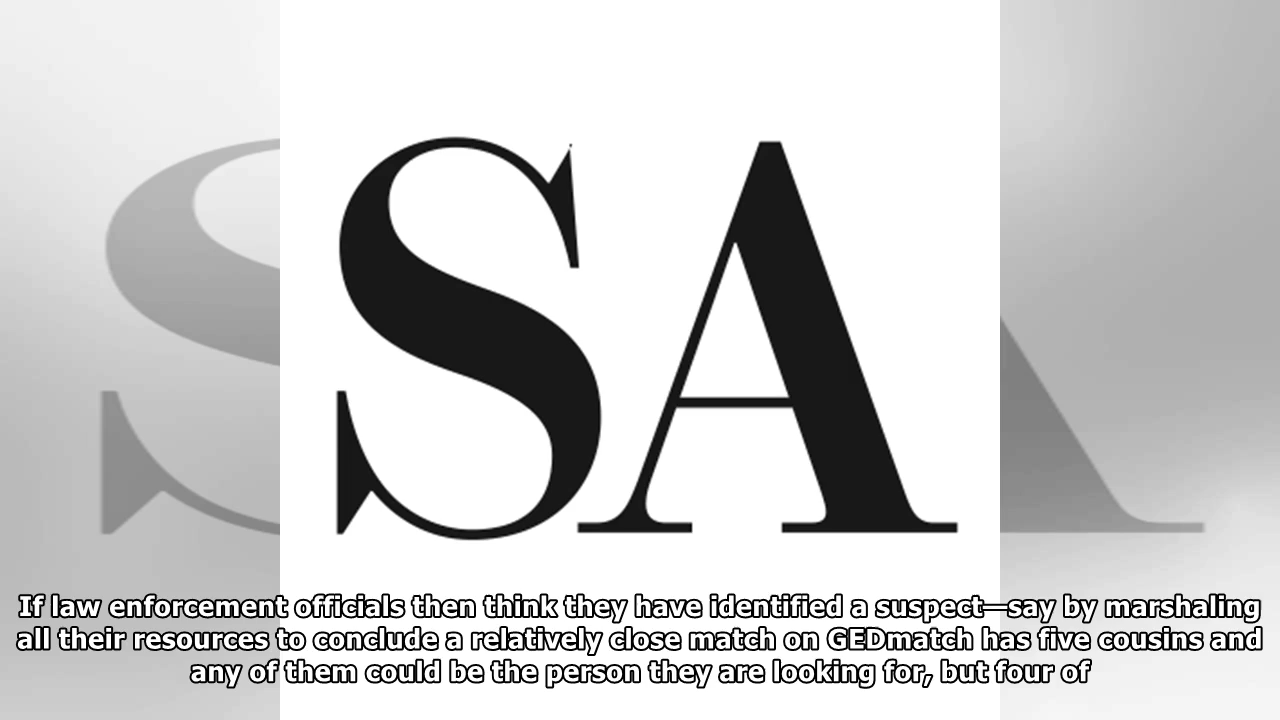 SA
If law enforcement officials then think they have identified a suspect—say by marshaling
all their resources to conclude a relatively close match on GEDmatch has five cousins and
any of them could be the person they are looking for, but four of